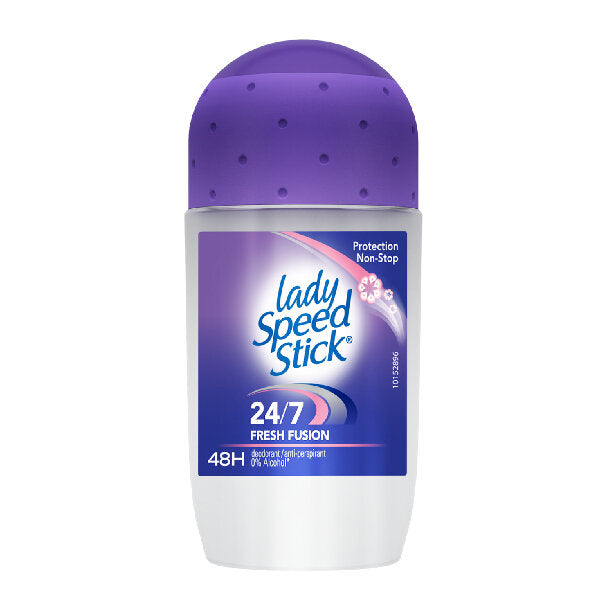 Protection
Non-Stop
lady
Speed
Stick®
10152896
24/7
FRESH FUSION
48H
deodorant/anti-perspirant
0% Alcohol*